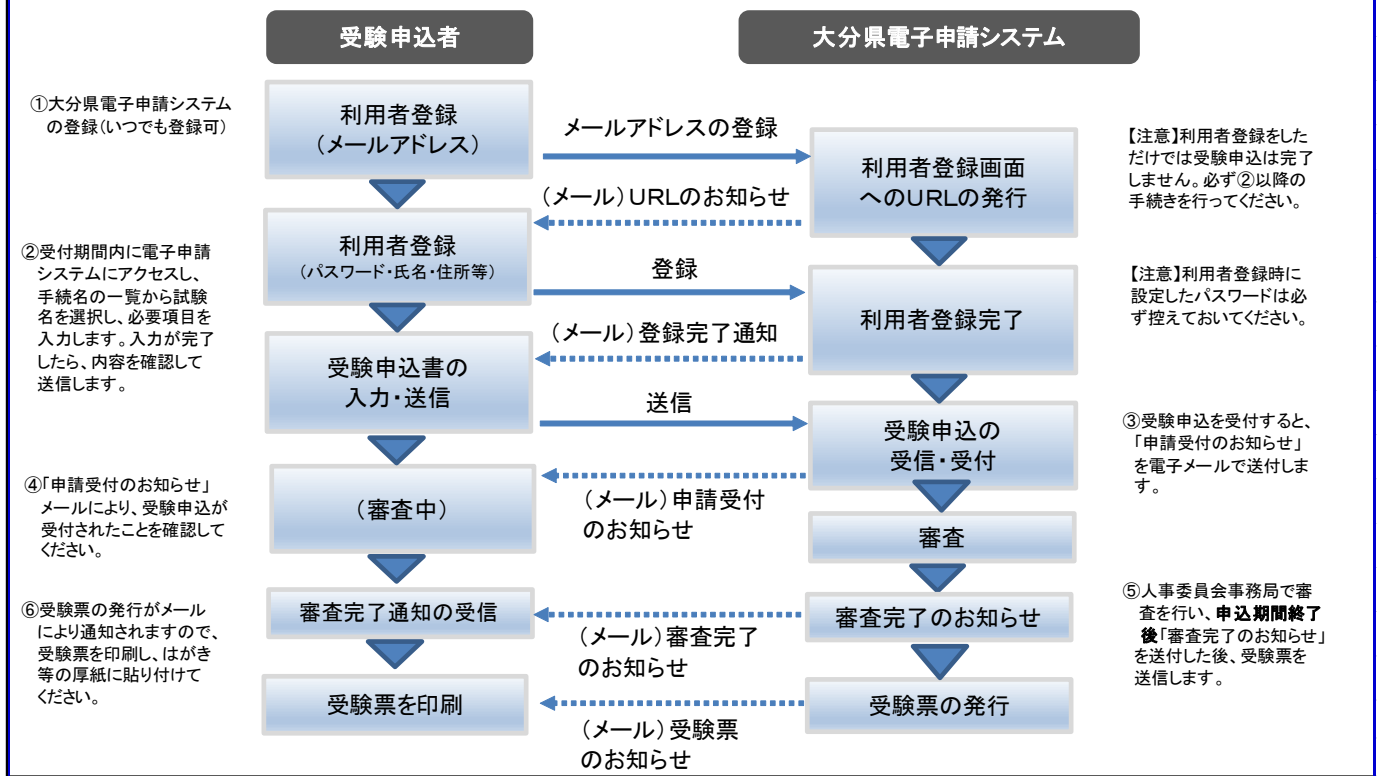 受験申込者
大分県電子申請システム
①大分県電子申請システム
の登録(いつでも登録可)
利用者登録
(メールアドレス)
メールアドレスの登録
利用者登録画面
へのURLの発行
【注意】利用者登録をした
だけでは受験申込は完了
しません。必ず②以降の
手続きを行ってください。
(メール)URLのお知らせ
②受付期間内に電子申請
システムにアクセスし、
手続名の一覧から試験
名を選択し、必要項目を
入力します。入力が完了
したら、内容を確認して
送信します。
利用者登録
(パスワード・氏名・住所等)
登録
利用者登録完了
【注意】利用者登録時に
設定したパスワードは必
ず控えておいてください。
(メール)登録完了通知
受験申込書の
入力・送信
送信
受験申込の
受信・受付
③受験申込を受付すると、
「申請受付のお知らせ」
を電子メールで送付しま
す。
④「申請受付のお知らせ」
メールにより、受験申込が
受付されたことを確認して
ください。
(審査中)
(メール)申請受付
のお知らせ
審査
⑤人事委員会事務局で審
査を行い、申込期間終了
後「審査完了のお知らせ」
を送付した後、受験票を
送信します。
⑥受験票の発行がメール
により通知されますので、
受験票を印刷し、はがき
等の厚紙に貼り付けて
ください。
審査完了通知の受信
審査完了のお知らせ
(メール)審査完了
のお知らせ
受験票を印刷
受験票の発行
(メール)受験票
のお知らせ